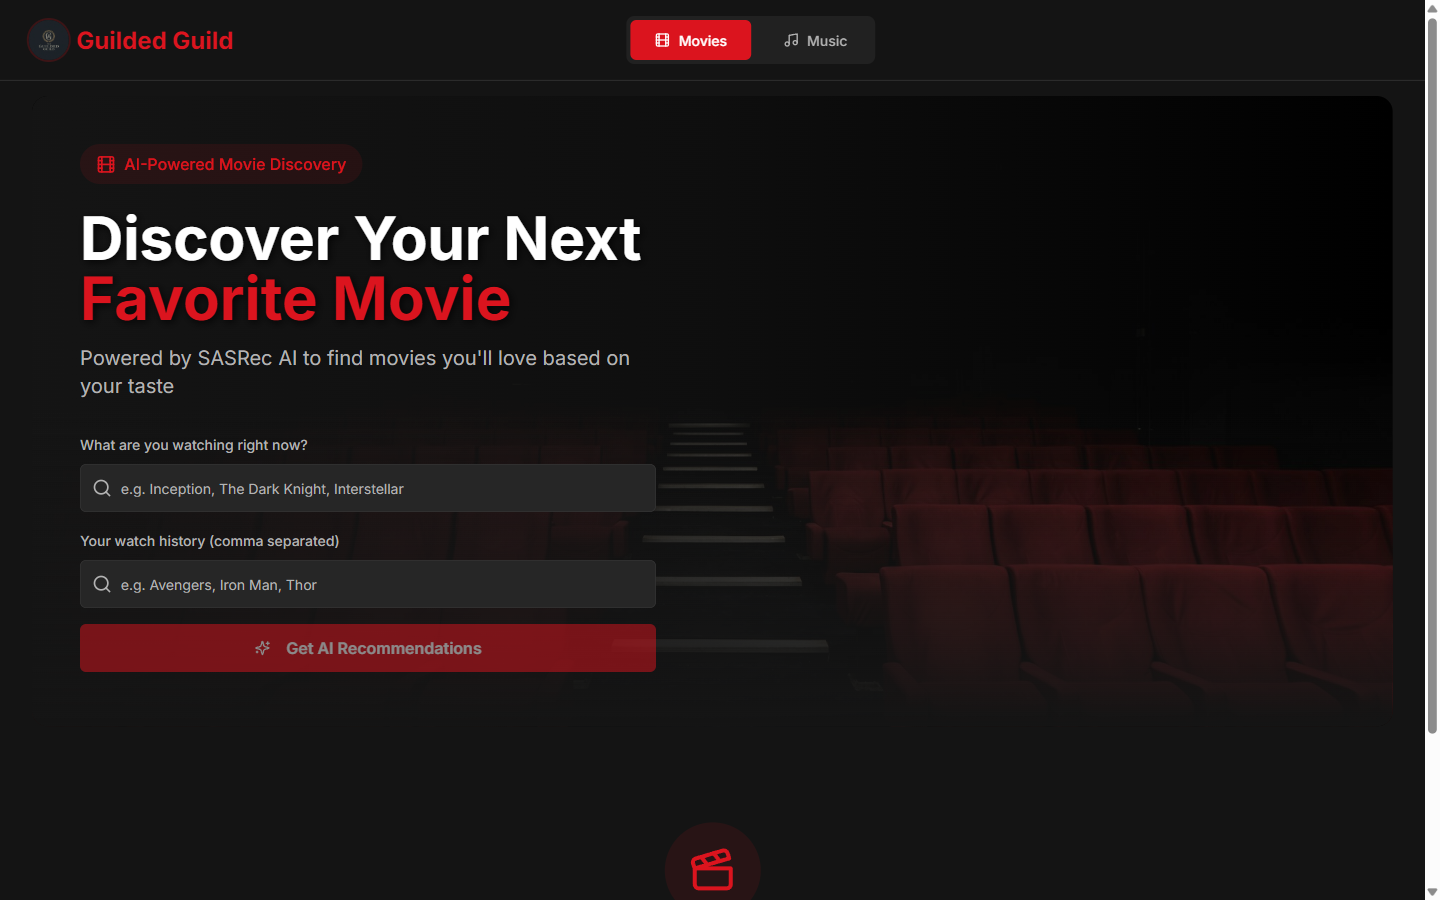 Guilded Guild
Movies
Music
AI-Powered Movie Discovery
Discover Your Next
Favorite Movie
Powered by SASRec AI to find movies you'll love based on
your taste
What are you watching right now?
e.g. Inception, The Dark Knight, Interstellar
Your watch history (comma separated)
e.g. Avengers, Iron Man, Thor
Get AI Recommendations